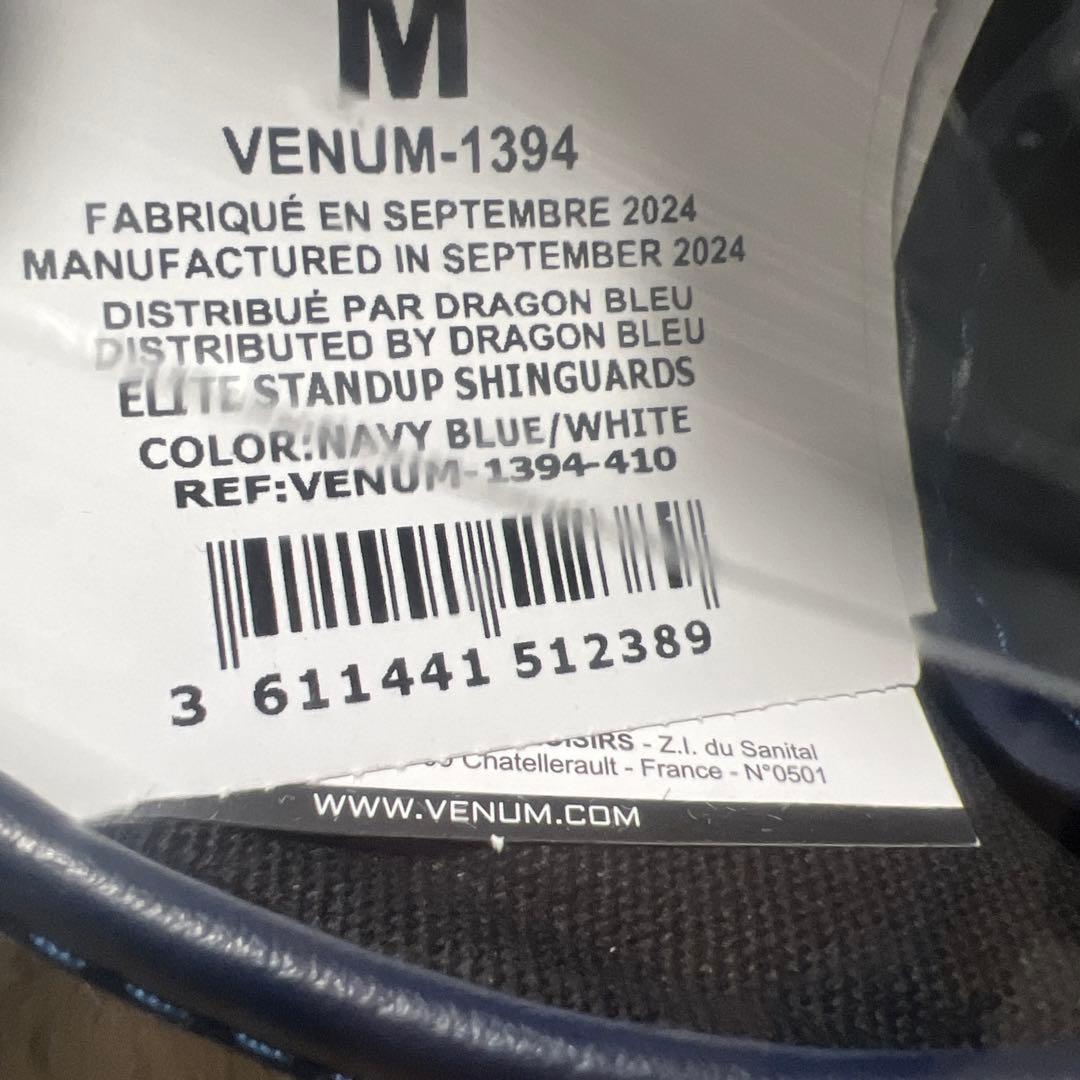 M
VENUM-1394
FABRIQUÉ EN SEPTEMBRE 2024
MANUFACTURED IN SEPTEMBER 2024
DISTRIBUÉ PAR DRAGON BLEU
DISTRIBUTED BY DRAGON BLEU
ELITE STANDUP SHINGUARDS
COLOR:NAVY BLUE/WHITE
REF:VENUM-1394-410
3 611441 512389
- Z.I. du Sanital
Chatellerault - France - N°0501
WWW.VENUM.COM